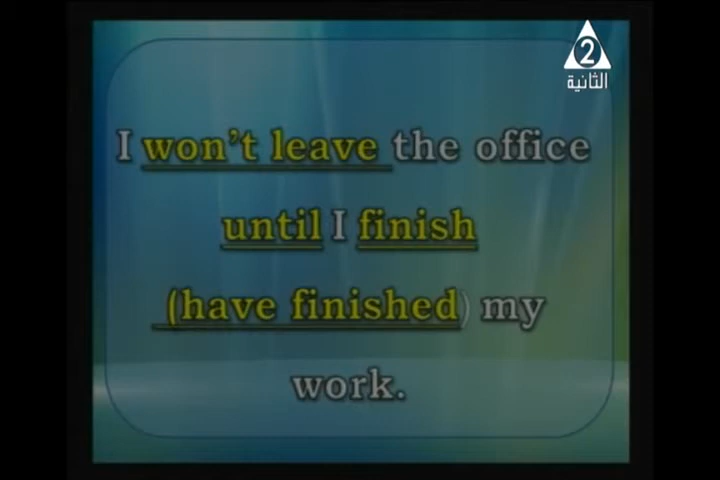 2
الثانية
I won't leave the office
until I finish
(have finished) my
work.